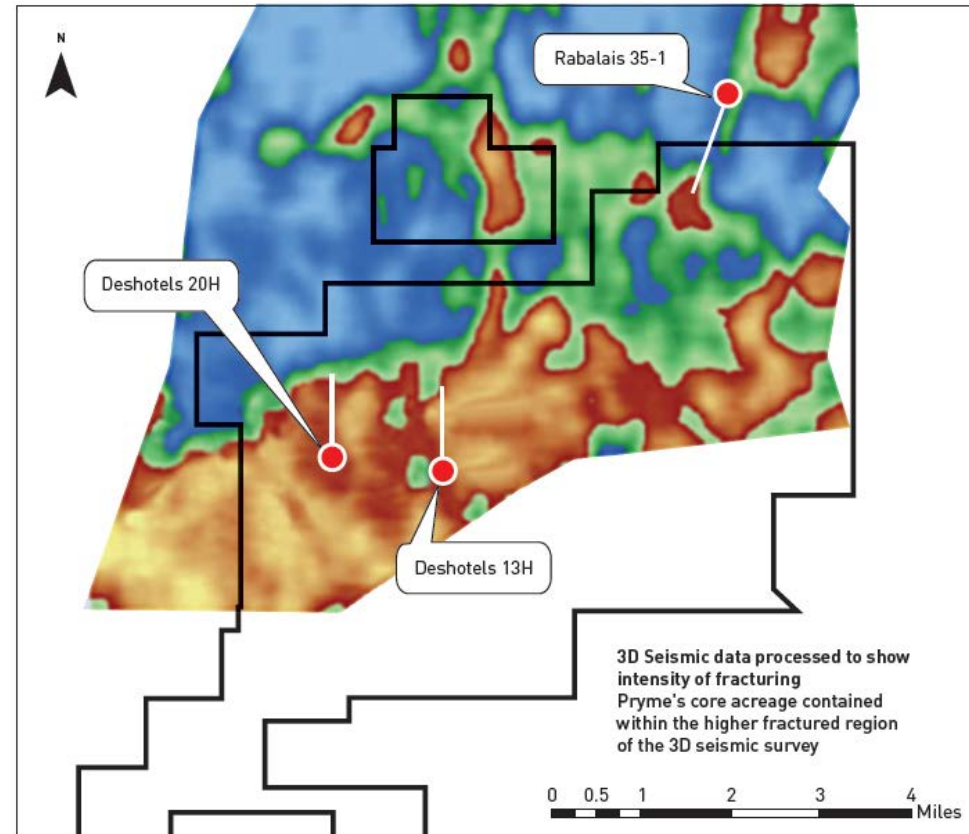 N
Rabalais 35-1
Deshotels 20H
Deshotels 13H
3D Seismic data processed to show
intensity of fracturing
Pryme's core acreage contained
within the higher fractured region
of the 3D seismic survey
0 0.5 1 2 3 4
Miles